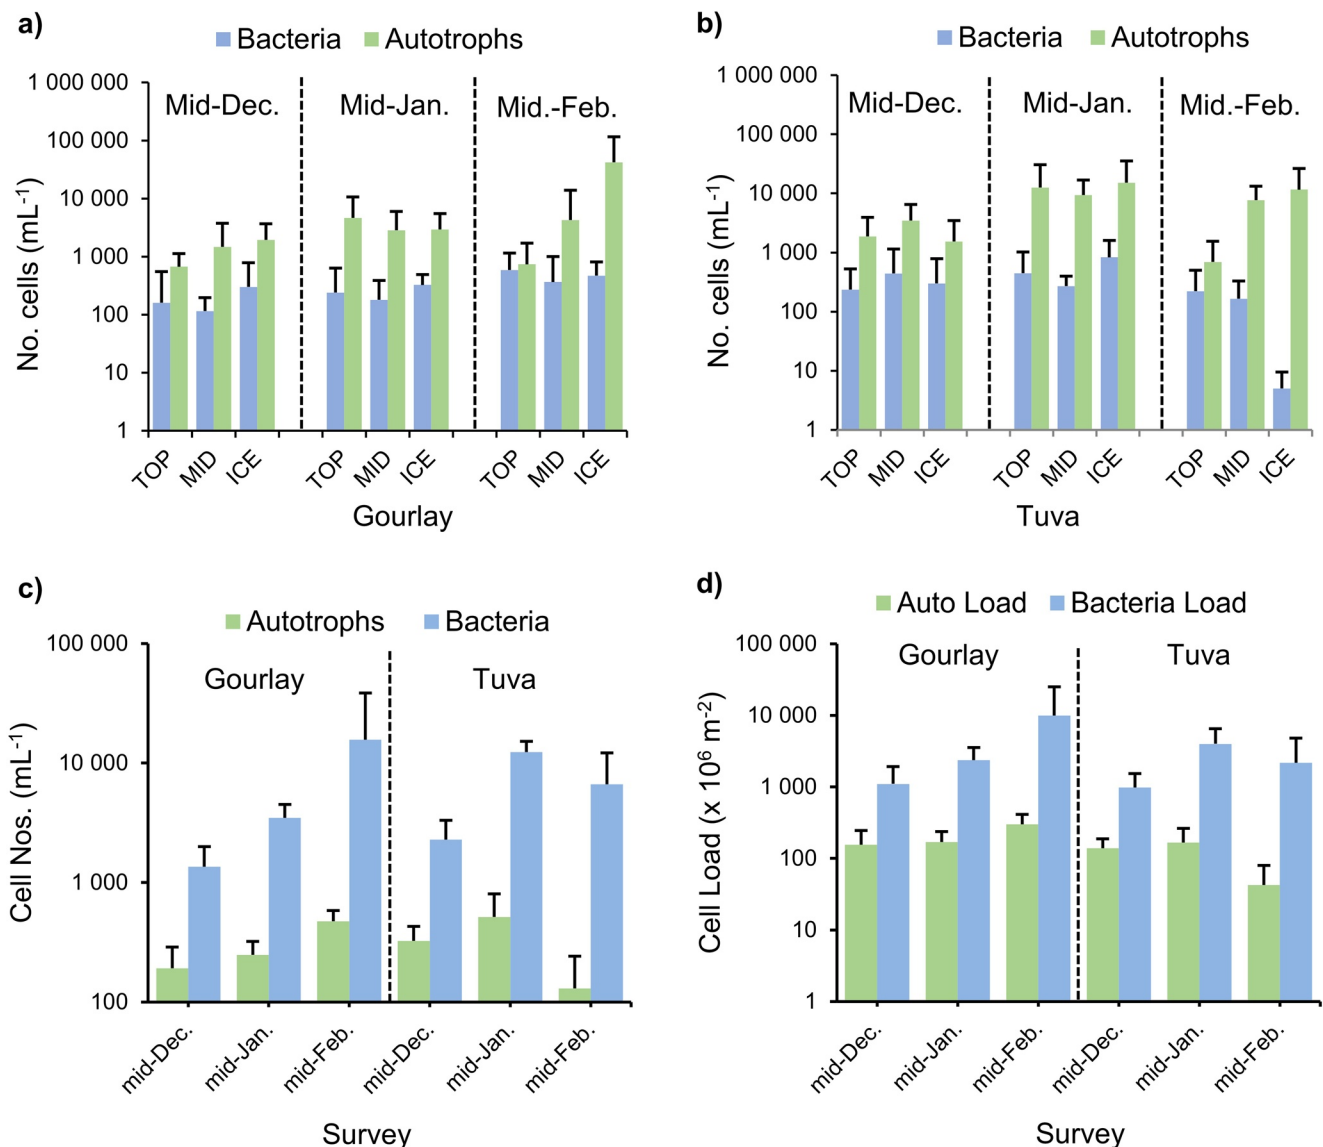 a)
Bacteria Autotrophs
1 000 000
100 000
10 000
1 000
100
10
1
No. cells (mL-1)
Mid-Dec. Mid-Jan. Mid.-Feb.
TOP MID ICE TOP MID ICE TOP MID ICE
Gourlay
b)
Bacteria Autotrophs
1 000 000
100 000
10 000
1 000
100
10
1
No. cells (mL-1)
Mid-Dec. Mid-Jan. Mid.-Feb.
TOP MID ICE TOP MID ICE TOP MID ICE
Tuva
c)
Autotrophs Bacteria
100 000
10 000
1 000
100
Cell Nos. (mL-1)
Gourlay Tuva
mid-Dec. mid-Jan. mid-Feb. mid-Dec. mid-Jan. mid-Feb.
Survey
d)
Auto Load Bacteria Load
100 000
10 000
1 000
100
10
1
Cell Load (x 10⁶ m-2)
Gourlay Tuva
mid-Dec. mid-Jan. mid-Feb. mid-Dec. mid-Jan. mid-Feb.
Survey